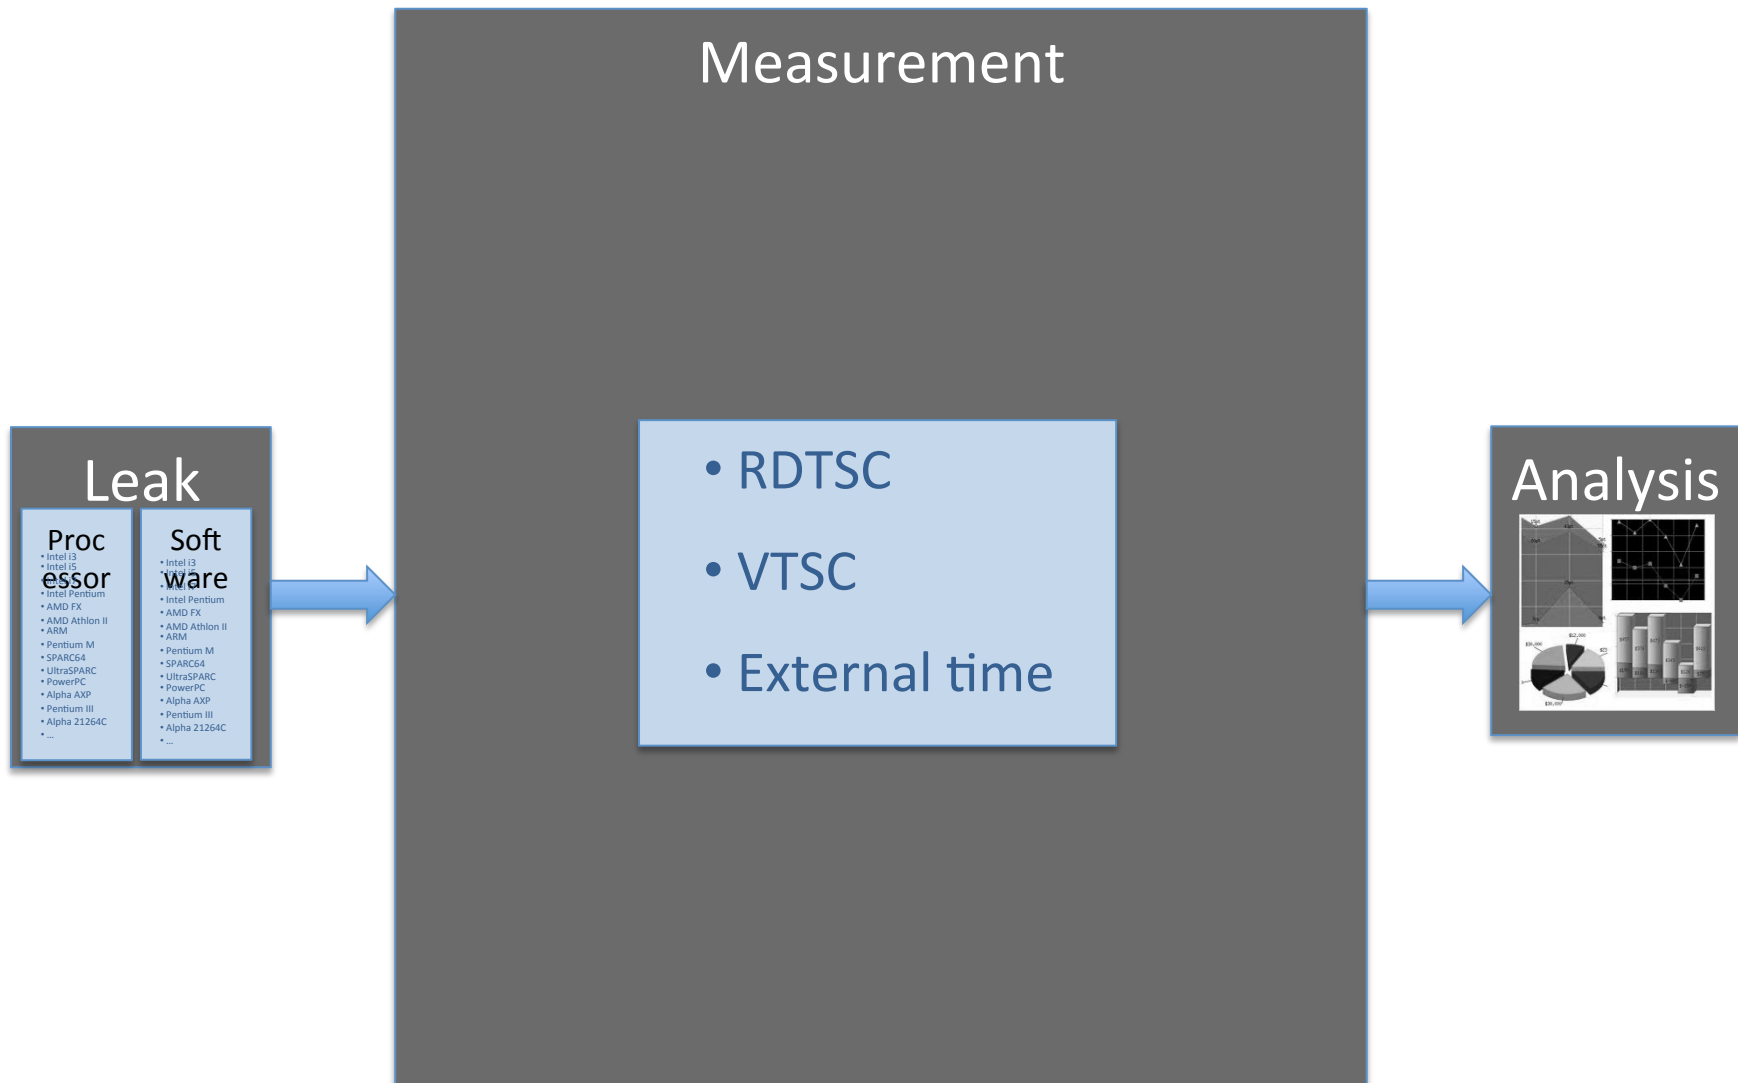 Measurement
• RDTSC
• VTSC
• External time
Leak
Proc
essor
• Intel i3
• Intel i5
• Intel Pentium
• AMD FX
• AMD Athlon II
• ARM
• Pentium M
• SPARC64
• UltraSPARC
• PowerPC
• Alpha AXP
• Pentium III
• Alpha 21264C
• ...
Soft
ware
• Intel i3
• Intel i5
• Intel Pentium
• AMD FX
• AMD Athlon II
• ARM
• Pentium M
• SPARC64
• UltraSPARC
• PowerPC
• Alpha AXP
• Pentium III
• Alpha 21264C
• ...
Analysis